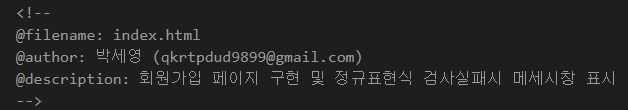 <!--
@filename: index.html
@author: 박세영 (qkrtpdud9899@gmail.com)
@description: 회원가입 페이지 구현 및 정규표현식 검사실패시 메세시창 표시
-->